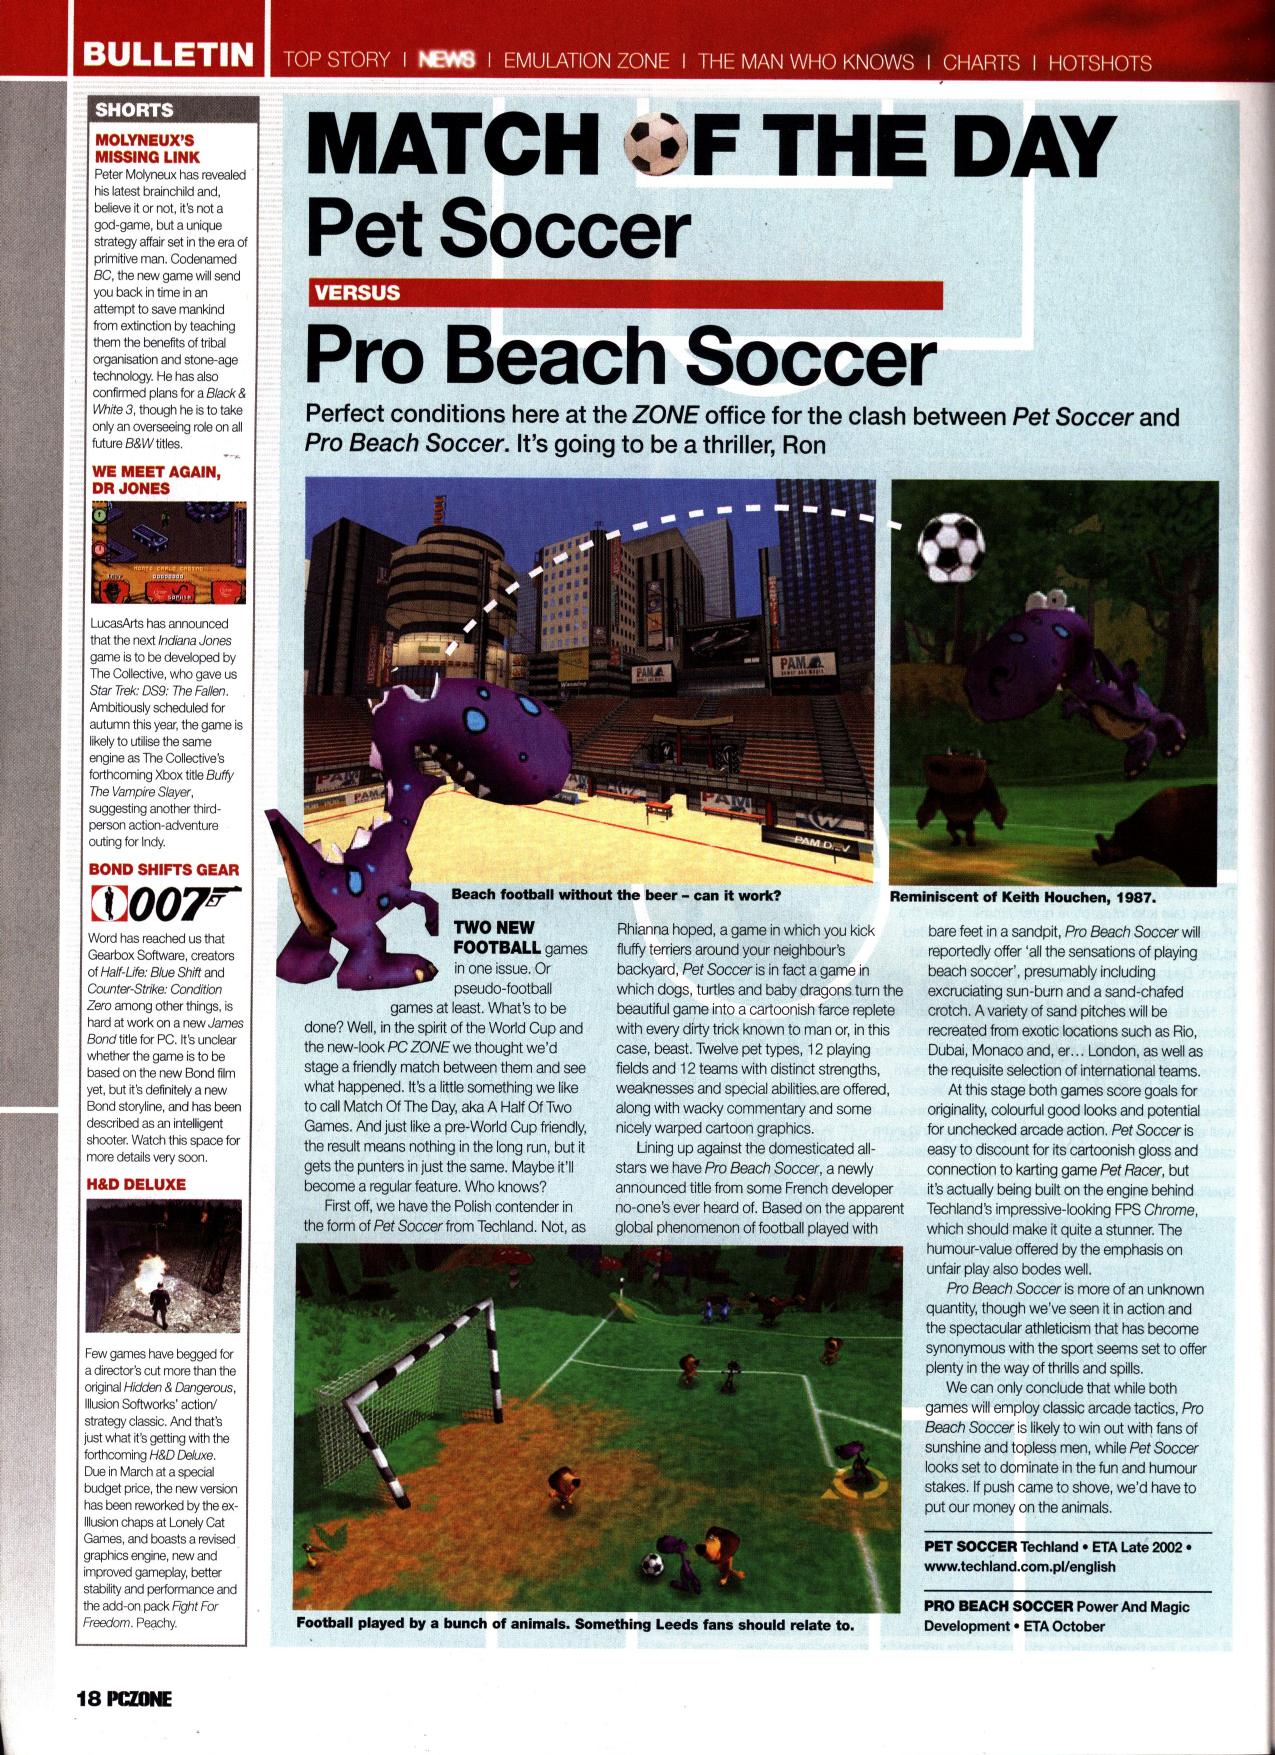 BULLETIN
TOP STORY | NEWS | EMULATION ZONE | THE MAN WHO KNOWS | CHARTS | HOTSHOTS
SHORTS
MOLYNEUX'S
MISSING LINK
Peter Molyneux has revealed
his latest brainchild and,
believe it or not, it's not a
god-game, but a unique
strategy affair set in the era of
primitive man. Codenamed
BC, the new game will send
you back in time in an
attempt to save mankind
from extinction by teaching
them the benefits of tribal
organisation and stone-age
technology. He has also
confirmed plans for a Black &
White 3, though he is to take
only an overseeing role on all
future B&W titles.
WE MEET AGAIN,
DR JONES
MONTE CARLO CASINO
SOPHIA
LucasArts has announced
that the next Indiana Jones
game is to be developed by
The Collective, who gave us
Star Trek: DS9: The Fallen.
Ambitiously scheduled for
autumn this year, the game is
likely to utilise the same
engine as The Collective's
forthcoming Xbox title Buffy
The Vampire Slayer,
suggesting another third-
person action-adventure
outing for Indy.
BOND SHIFTS GEAR
007
Word has reached us that
Gearbox Software, creators
of Half-Life: Blue Shift and
Counter-Strike: Condition
Zero among other things, is
hard at work on a new James
Bond title for PC. It's unclear
whether the game is to be
based on the new Bond film
yet, but it's definitely a new
Bond storyline, and has been
described as an intelligent
shooter. Watch this space for
more details very soon.
H&D DELUXE
Few games have begged for
a director's cut more than the
original Hidden & Dangerous,
Illusion Softworks' action/
strategy classic. And that's
just what it's getting with the
forthcoming H&D Deluxe.
Due in March at a special
budget price, the new version
has been reworked by the ex-
Illusion chaps at Lonely Cat
Games, and boasts a revised
graphics engine, new and
improved gameplay, better
stability and performance and
the add-on pack Fight For
Freedom. Peachy.
MATCH OF THE DAY
Pet Soccer
VERSUS
Pro Beach Soccer
Perfect conditions here at the ZONE office for the clash between Pet Soccer and
Pro Beach Soccer. It's going to be a thriller, Ron
PAM
PAM
PAM
PAM
PAM DEV
Beach football without the beer – can it work?
Reminiscent of Keith Houchen, 1987.
TWO NEW
FOOTBALL games
in one issue. Or
pseudo-football
games at least. What's to be
done? Well, in the spirit of the World Cup and
the new-look PC ZONE we thought we'd
stage a friendly match between them and see
what happened. It's a little something we like
to call Match Of The Day, aka A Half Of Two
Games. And just like a pre-World Cup friendly,
the result means nothing in the long run, but it
gets the punters in just the same. Maybe it'll
become a regular feature. Who knows?
First off, we have the Polish contender in
the form of Pet Soccer from Techland. Not, as
Rhianna hoped, a game in which you kick
fluffy terriers around your neighbour's
backyard, Pet Soccer is in fact a game in
which dogs, turtles and baby dragons turn the
beautiful game into a cartoonish farce replete
with every dirty trick known to man or, in this
case, beast. Twelve pet types, 12 playing
fields and 12 teams with distinct strengths,
weaknesses and special abilities.are offered,
along with wacky commentary and some
nicely warped cartoon graphics.
Lining up against the domesticated all-
stars we have Pro Beach Soccer, a newly
announced title from some French developer
no-one's ever heard of. Based on the apparent
global phenomenon of football played with
bare feet in a sandpit, Pro Beach Soccer will
reportedly offer 'all the sensations of playing
beach soccer', presumably including
excruciating sun-burn and a sand-chafed
crotch. A variety of sand pitches will be
recreated from exotic locations such as Rio,
Dubai, Monaco and, er... London, as well as
the requisite selection of international teams.
At this stage both games score goals for
originality, colourful good looks and potential
for unchecked arcade action. Pet Soccer is
easy to discount for its cartoonish gloss and
connection to karting game Pet Racer, but
it's actually being built on the engine behind
Techland's impressive-looking FPS Chrome,
which should make it quite a stunner. The
humour-value offered by the emphasis on
unfair play also bodes well.
Pro Beach Soccer is more of an unknown
quantity, though we've seen it in action and
the spectacular athleticism that has become
synonymous with the sport seems set to offer
plenty in the way of thrills and spills.
We can only conclude that while both
games will employ classic arcade tactics, Pro
Beach Soccer is likely to win out with fans of
sunshine and topless men, while Pet Soccer
looks set to dominate in the fun and humour
stakes. If push came to shove, we'd have to
put our money on the animals.
PET SOCCER Techland • ETA Late 2002 •
www.techland.com.pl/english
PRO BEACH SOCCER Power And Magic
Development • ETA October
Football played by a bunch of animals. Something Leeds fans should relate to.
18 PCZONE